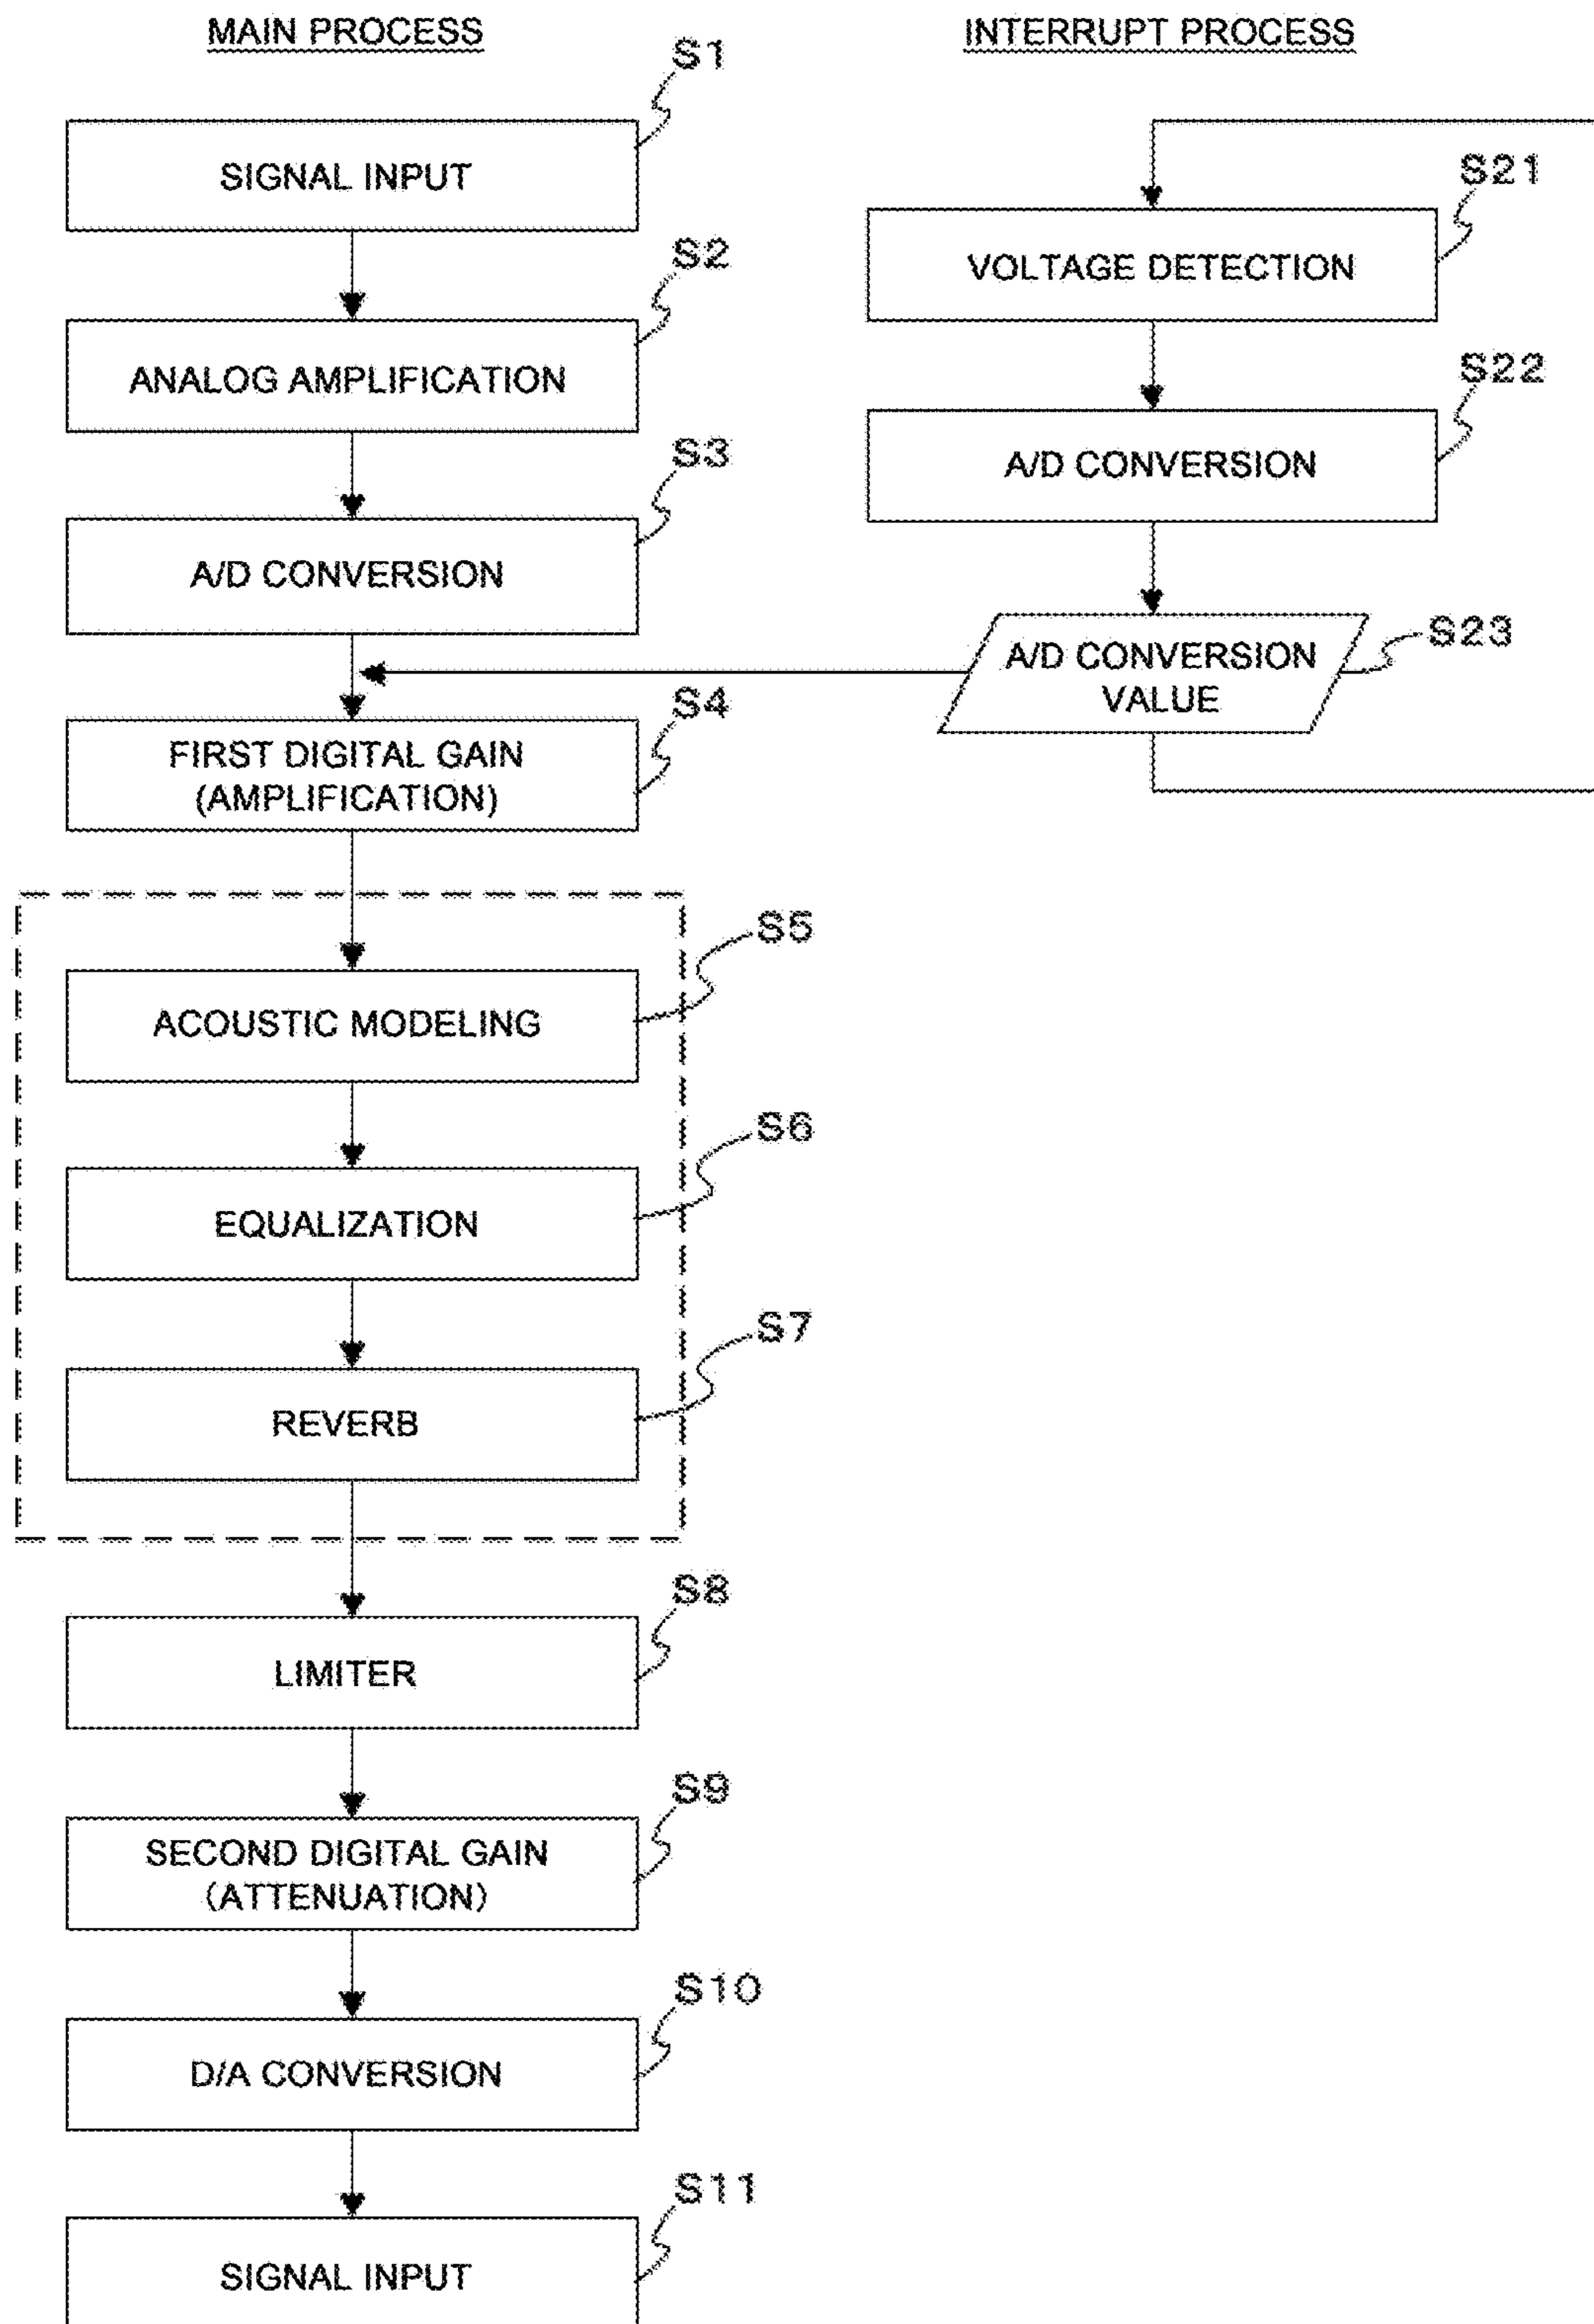 MAIN PROCESS
S1
SIGNAL INPUT
S2
ANALOG AMPLIFICATION
S3
A/D CONVERSION
S4
FIRST DIGITAL GAIN
(AMPLIFICATION)
S5
ACOUSTIC MODELING
S6
EQUALIZATION
S7
REVERB
S8
LIMITER
S9
SECOND DIGITAL GAIN
(ATTENUATION)
S10
D/A CONVERSION
S11
SIGNAL INPUT
INTERRUPT PROCESS
S21
VOLTAGE DETECTION
S22
A/D CONVERSION
S23
A/D CONVERSION
VALUE